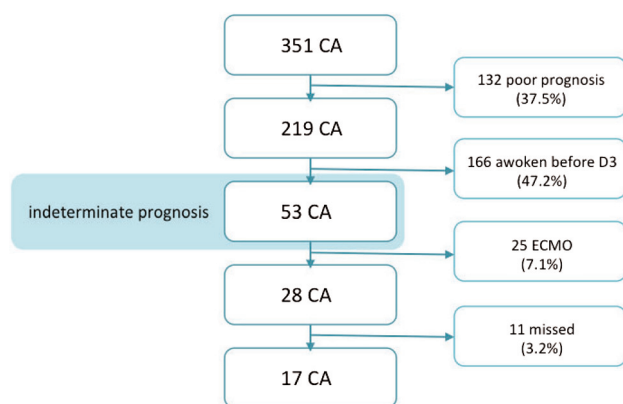 351 CA
132 poor prognosis
(37.5%)
219 CA
166 awoken before D3
(47.2%)
indeterminate prognosis
53 CA
25 ECMO
(7.1%)
28 CA
11 missed
(3.2%)
17 CA